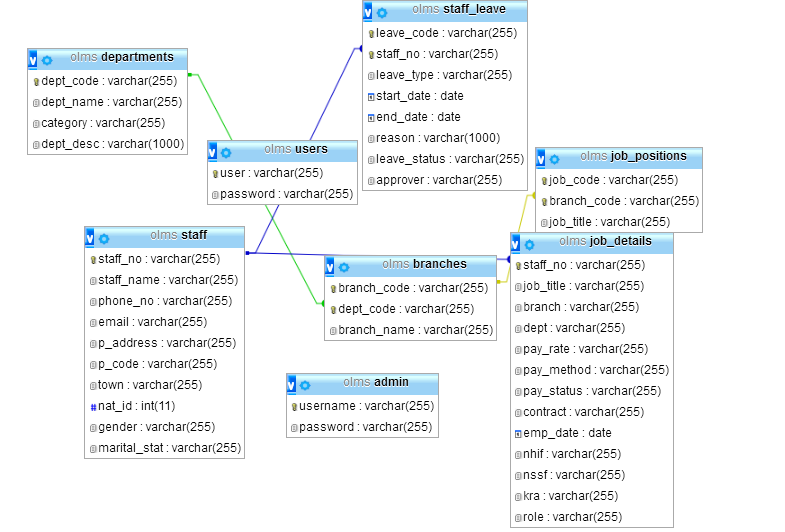 olms departments
dept_code : varchar(255)
dept_name : varchar(255)
category : varchar(255)
dept_desc : varchar(1000)
olms staff_leave
leave_code : varchar(255)
staff_no : varchar(255)
leave_type : varchar(255)
start_date : date
end_date : date
reason : varchar(1000)
leave_status : varchar(255)
approver : varchar(255)
olms users
user : varchar(255)
password : varchar(255)
olms job_positions
job_code : varchar(255)
branch_code : varchar(255)
job_title : varchar(255)
olms staff
staff_no : varchar(255)
staff_name : varchar(255)
phone_no : varchar(255)
email : varchar(255)
p_address : varchar(255)
p_code : varchar(255)
town : varchar(255)
# nat_id : int(11)
gender : varchar(255)
marital_stat : varchar(255)
olms branches
branch_code : varchar(255)
dept_code : varchar(255)
branch_name : varchar(255)
olms job_details
staff_no : varchar(255)
job_title : varchar(255)
branch : varchar(255)
dept : varchar(255)
pay_rate : varchar(255)
pay_method : varchar(255)
pay_status : varchar(255)
contract : varchar(255)
emp_date : date
nhif : varchar(255)
nssf : varchar(255)
kra : varchar(255)
role : varchar(255)
olms admin
username : varchar(255)
password : varchar(255)